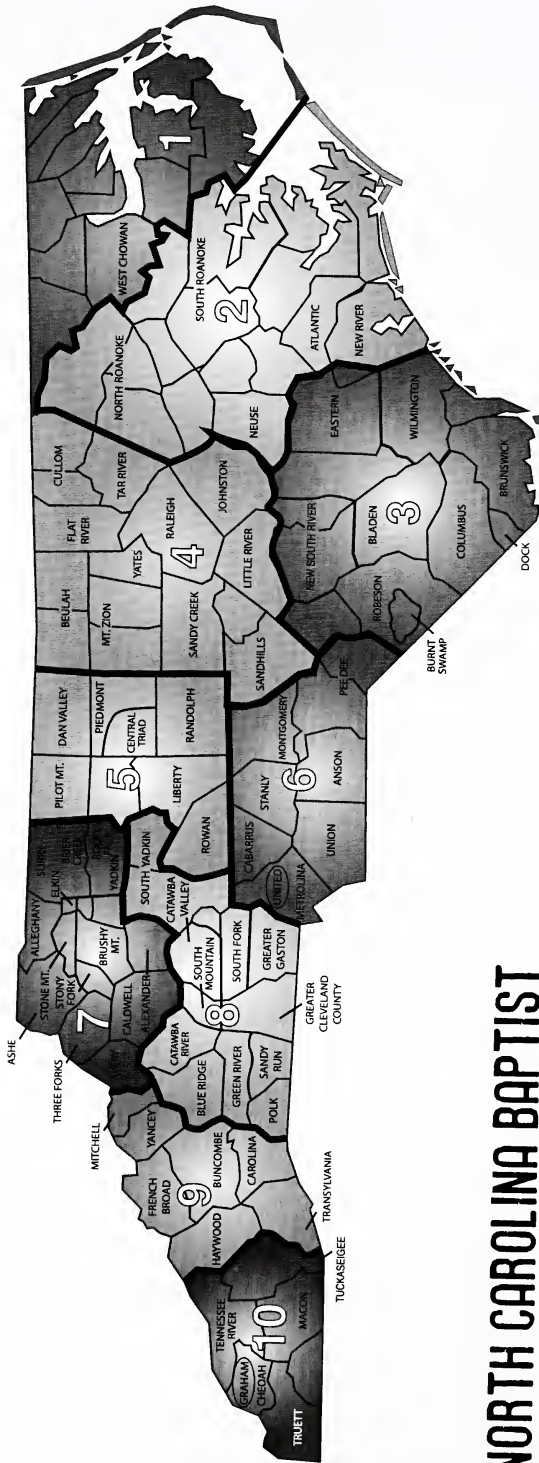 ASHE
ALLEGHANY
SURRY
STONE MT.
ELKIN
STONY
FORK
THREE FORKS
7
BRUSHY
MT.
YADKIN
CALDWELL
ALEXANDER
MITCHELL
YANCEY
PILOT MT.
DAN VALLEY
PIEDMONT
CENTRAL
TRIAD
5
LIBERTY
RANDOLPH
ROWAN
BEULAH
FLAT
RIVER
CULLOM
TAR RIVER
MT. ZION
YATES
RALEIGH
4
SANDY CREEK
JOHNSTON
LITTLE RIVER
SANDHILLS
WEST CHOWAN
1
NORTH ROANOKE
SOUTH ROANOKE
2
NEUSE
ATLANTIC
NEW RIVER
EASTERN
WILMINGTON
NEW SOUTH RIVER
BLADEN
3
ROBESON
COLUMBUS
BRUNSWICK
DOCK
BURNT
SWAMP
PEE DEE
MONTGOMERY
STANLY
6
ANSON
CABARRUS
UNITED
METROLINA
UNION
SOUTH YADKIN
CATAWBA
VALLEY
SOUTH
MOUNTAIN
8
SOUTH FORK
GREATER
GASTON
CATAWBA
RIVER
BLUE RIDGE
GREEN RIVER
SANDY
RUN
POLK
GREATER
CLEVELAND
COUNTY
FRENCH
BROAD
9
BUNCOMBE
CAROLINA
HAYWOOD
TRANSYLVANIA
TUCKASEIGEE
TENNESSEE
RIVER
10
GRAHAM
CHEOAH
MACON
TRUETT
NORTH CAROLINA BAPTIST